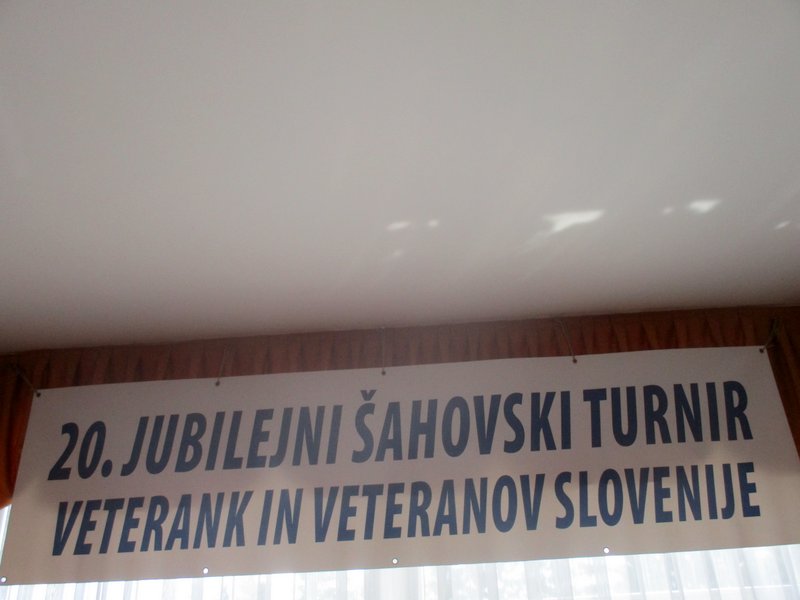 20. JUBILEJNI ŠAHOVSKI TURNIR
VETERANK IN VETERANOV SLOVENIJE